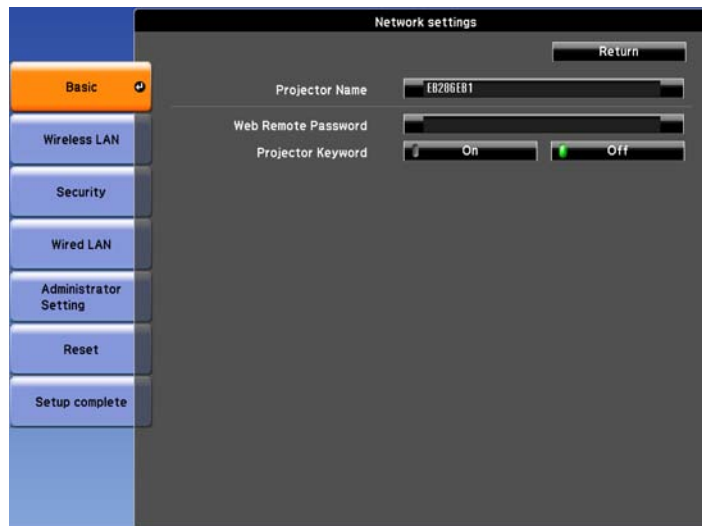 Network settings
Return
Basic
Projector Name EB286EB1
Wireless LAN
Web Remote Password
Projector Keyword On Off
Security
Wired LAN
Administrator
Setting
Reset
Setup complete